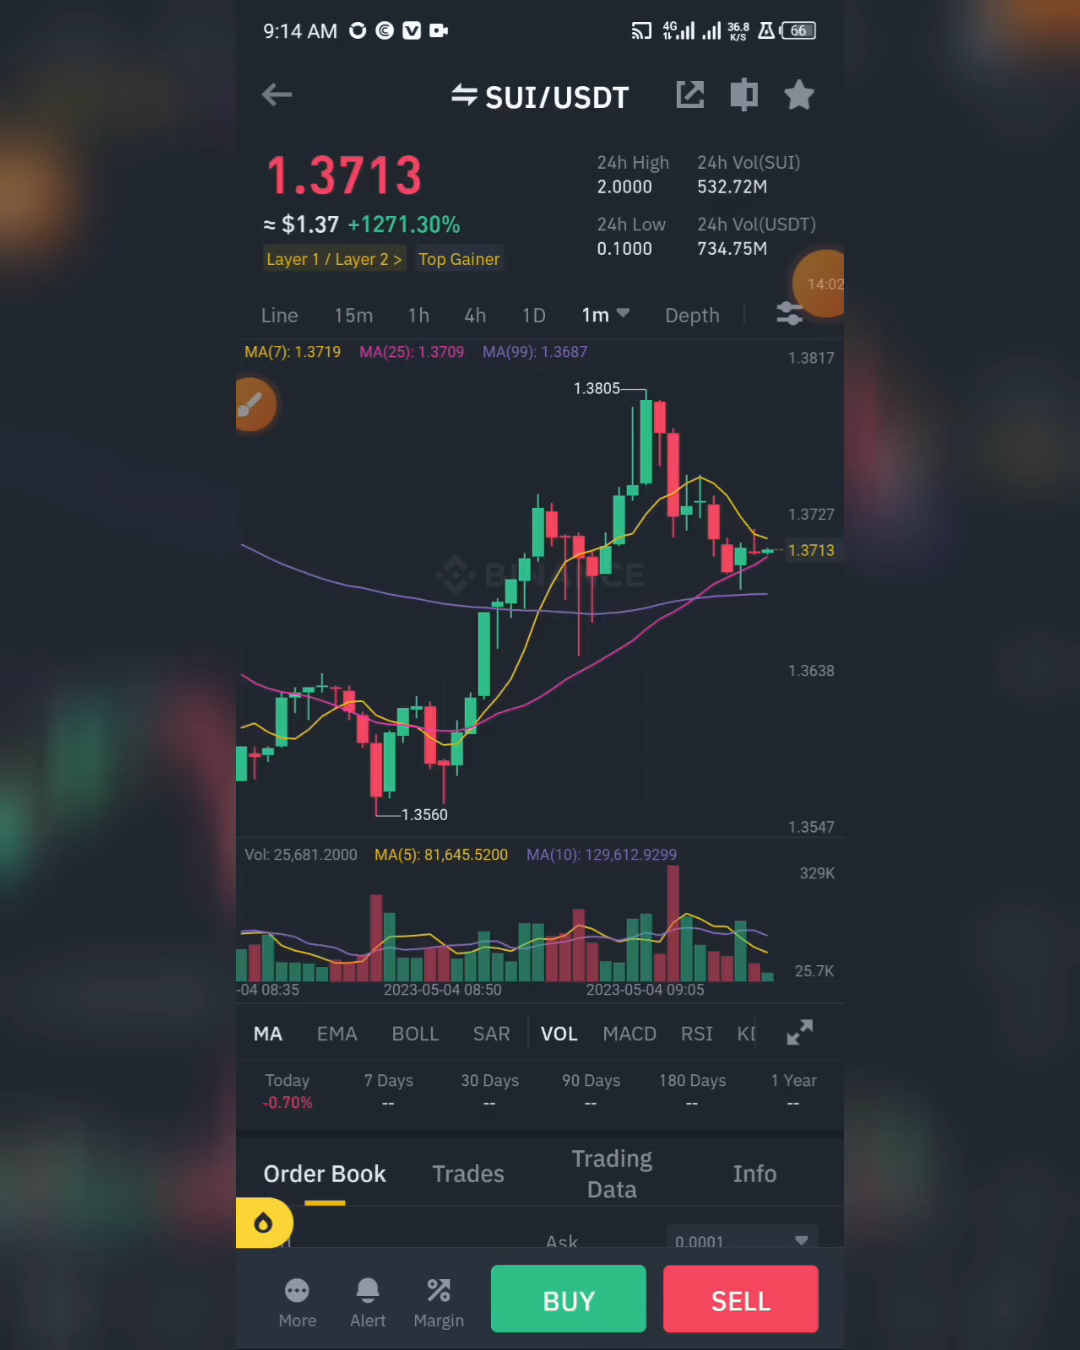 9:14 AM
4G
36.8
K/S
66
SUI/USDT
1.3713
≈ $1.37 +1271.30%
Layer 1 / Layer 2 >
Top Gainer
24h High
2.0000
24h Vol(SUI)
532.72M
24h Low
0.1000
24h Vol(USDT)
734.75M
14:02
Line 15m 1h 4h 1D 1m Depth
MA(7): 1.3719 MA(25): 1.3709 MA(99): 1.3687
1.3817
1.3805
1.3727
1.3713
BINANCE
1.3638
1.3560
1.3547
Vol: 25,681.2000 MA(5): 81,645.5200 MA(10): 129,612.9299
329K
25.7K
-04 08:35 2023-05-04 08:50 2023-05-04 09:05
MA EMA BOLL SAR VOL MACD RSI
Today 7 Days 30 Days 90 Days 180 Days 1 Year
-0.70% -- -- -- -- --
Order Book Trades Trading Data Info
Ask
0.0001
More Alert Margin
BUY
SELL